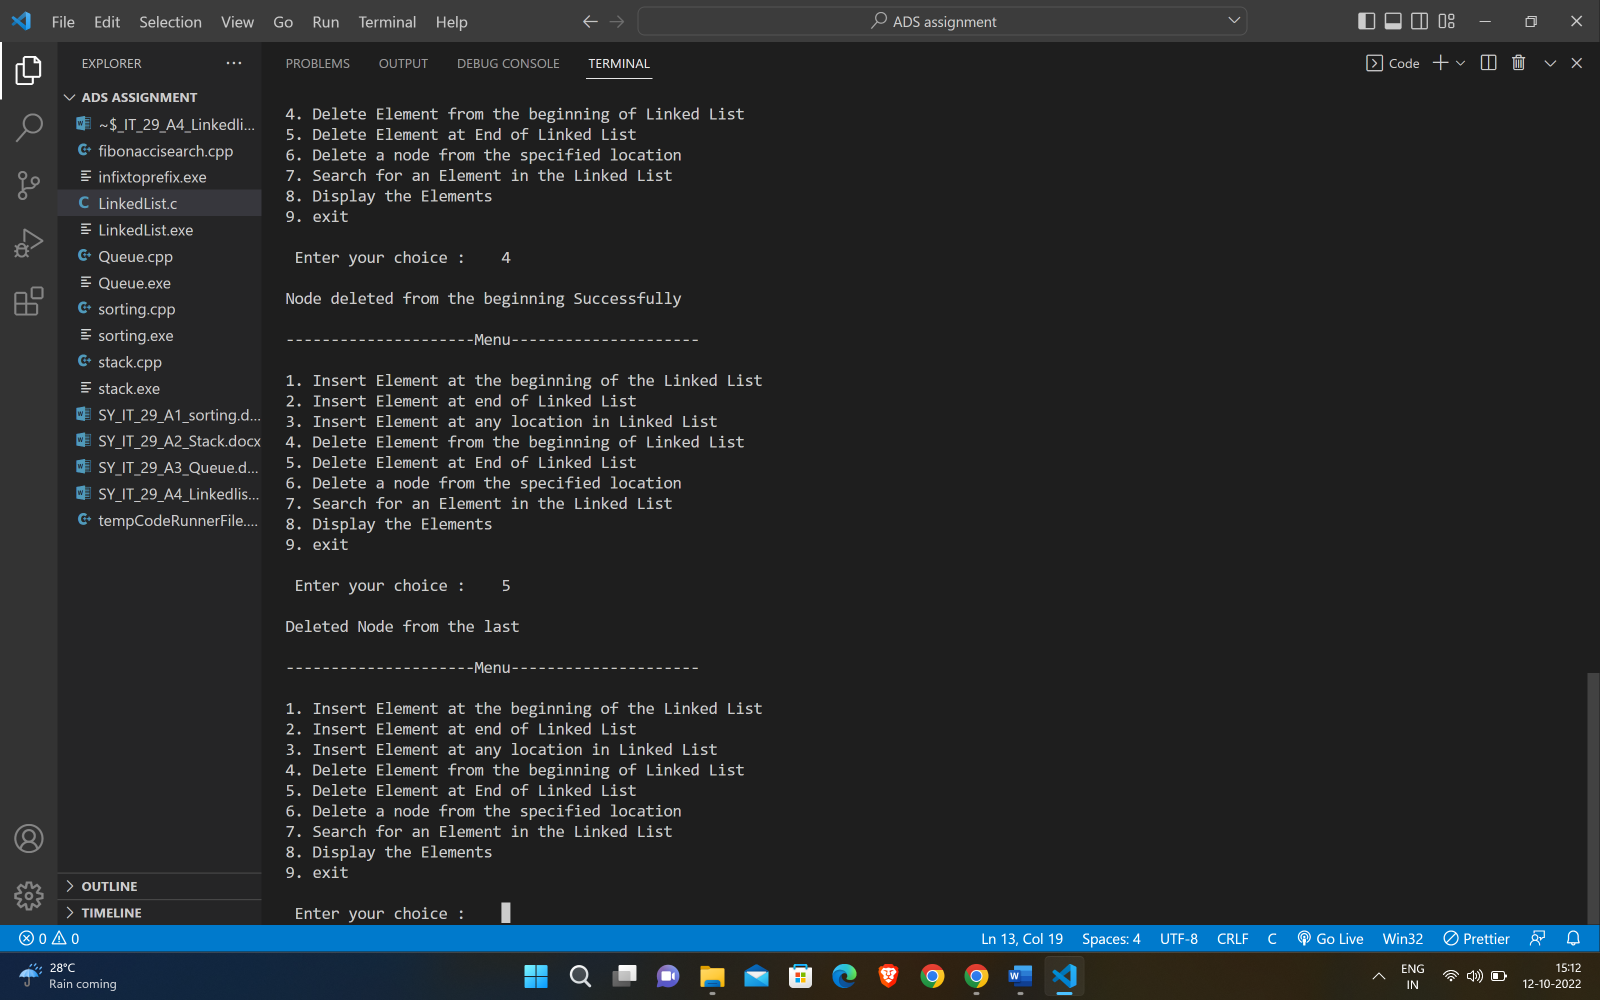 File Edit Selection View Go Run Terminal Help
ADS assignment
EXPLORER
ADS ASSIGNMENT
~$_IT_29_A4_Linkedli...
fibonaccisearch.cpp
infixtoprefix.exe
LinkedList.c
LinkedList.exe
Queue.cpp
Queue.exe
sorting.cpp
sorting.exe
stack.cpp
stack.exe
SY_IT_29_A1_sorting.d...
SY_IT_29_A2_Stack.docx
SY_IT_29_A3_Queue.d...
SY_IT_29_A4_Linkedlis...
tempCodeRunnerFile....
OUTLINE
TIMELINE
PROBLEMS OUTPUT DEBUG CONSOLE TERMINAL
Code
4. Delete Element from the beginning of Linked List
5. Delete Element at End of Linked List
6. Delete a node from the specified location
7. Search for an Element in the Linked List
8. Display the Elements
9. exit
Enter your choice : 4
Node deleted from the beginning Successfully
---------------------Menu---------------------
1. Insert Element at the beginning of the Linked List
2. Insert Element at end of Linked List
3. Insert Element at any location in Linked List
4. Delete Element from the beginning of Linked List
5. Delete Element at End of Linked List
6. Delete a node from the specified location
7. Search for an Element in the Linked List
8. Display the Elements
9. exit
Enter your choice : 5
Deleted Node from the last
---------------------Menu---------------------
1. Insert Element at the beginning of the Linked List
2. Insert Element at end of Linked List
3. Insert Element at any location in Linked List
4. Delete Element from the beginning of Linked List
5. Delete Element at End of Linked List
6. Delete a node from the specified location
7. Search for an Element in the Linked List
8. Display the Elements
9. exit
Enter your choice :
0 0 Ln 13, Col 19 Spaces: 4 UTF-8 CRLF C Go Live Win32 Prettier
28°C
Rain coming
ENG
IN
15:12
12-10-2022